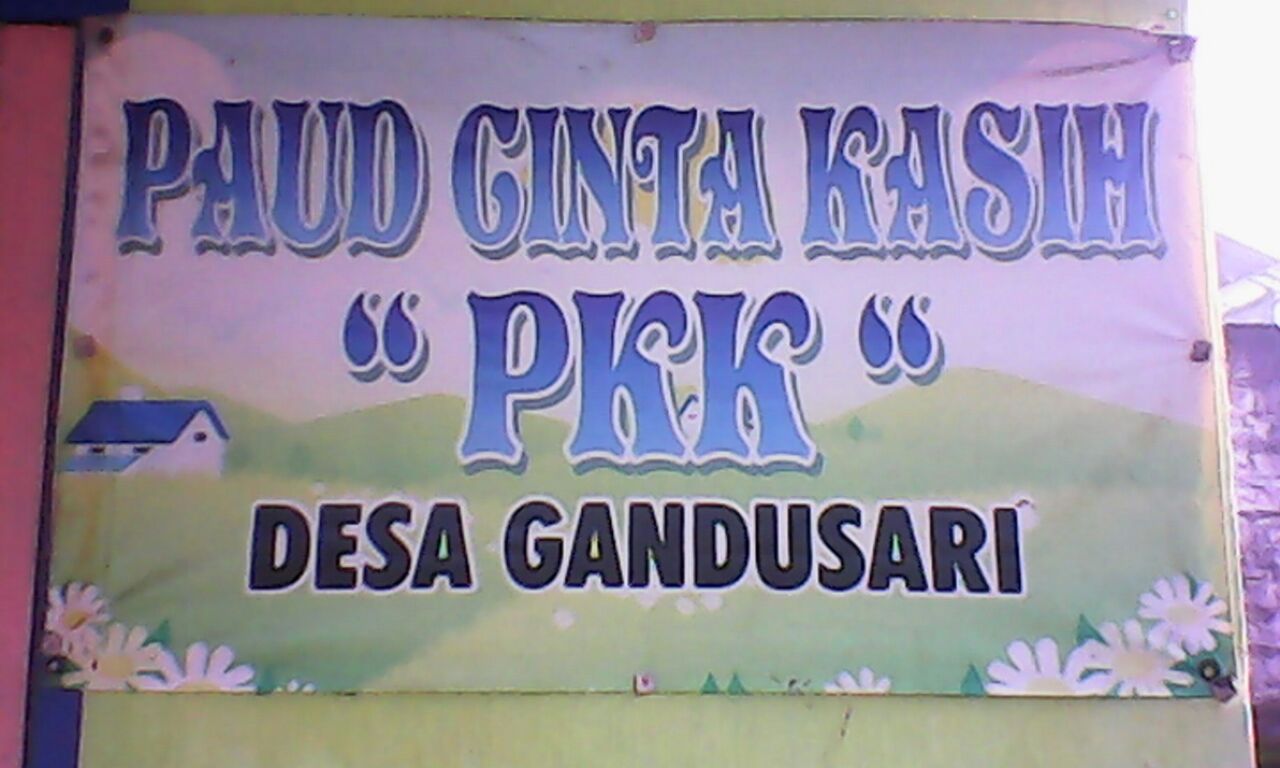 PAUD CINTA KASIH
“ PKK “
DESA GANDUSARI